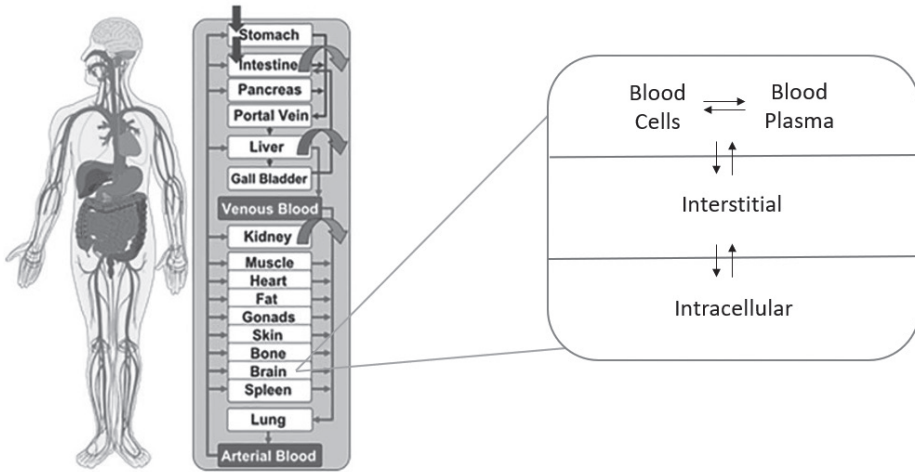 Stomach
Intestine
Pancreas
Portal Vein
Liver
Gall Bladder
Venous Blood
Kidney
Muscle
Heart
Fat
Gonads
Skin
Bone
Brain
Spleen
Lung
Arterial Blood
Blood Blood
Cells Plasma
Interstitial
Intracellular